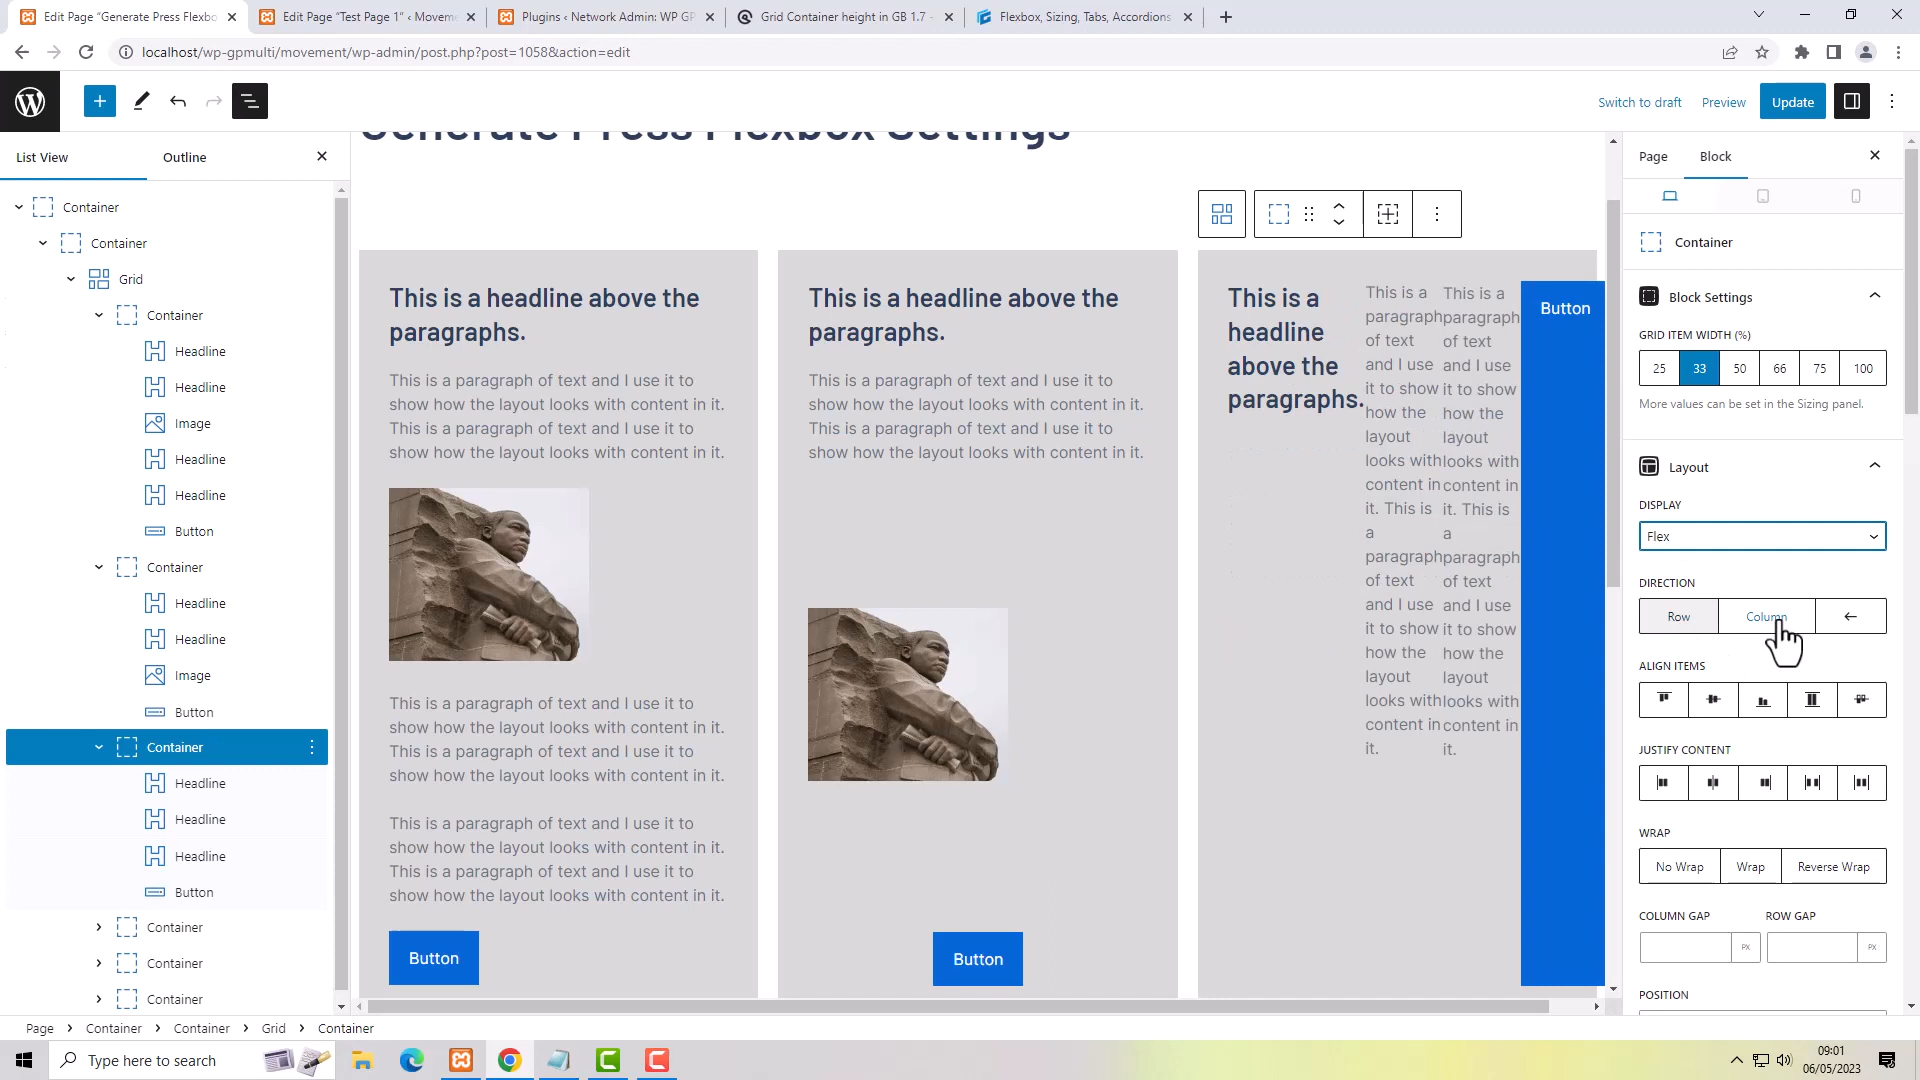 Edit Page "Generate Press Flexbo
Edit Page "Test Page 1" ‹ Movem
Plugins ‹ Network Admin: WP GP
Grid Container height in GB 1.7 -
Flexbox, Sizing, Tabs, Accordions
localhost/wp-gpmulti/movement/wp-admin/post.php?post=1058&action=edit
Switch to draft
Preview
Update
List View
Outline
Container
Container
Grid
Container
Headline
Headline
Image
Headline
Headline
Button
Container
Headline
Headline
Image
Button
Container
Headline
Headline
Headline
Button
Container
Container
Container
Generate Press Flexbox Settings
This is a headline above the
paragraphs.
This is a paragraph of text and I use it to
show how the layout looks with content in it.
This is a paragraph of text and I use it to
show how the layout looks with content in it.
This is a paragraph of text and I use it to
show how the layout looks with content in it.
This is a paragraph of text and I use it to
show how the layout looks with content in it.
This is a paragraph of text and I use it to
show how the layout looks with content in it.
This is a paragraph of text and I use it to
show how the layout looks with content in it.
Button
This is a headline above the
paragraphs.
This is a paragraph of text and I use it to
show how the layout looks with content in it.
This is a paragraph of text and I use it to
show how the layout looks with content in it.
Button
This is a
headline
above the
paragraphs.
This is a
paragraph
of text
and I use
it to show
how the
layout
looks with
content in
it. This is
a
paragraph
of text
and I use
it to show
how the
layout
looks with
content in
it.
This is a
paragraph
of text
and I use
it to show
how the
layout
looks with
content in
it. This is
a
paragraph
of text
and I use
it to show
how the
layout
looks with
content in
it.
Button
Page
Block
Container
Block Settings
GRID ITEM WIDTH (%)
25 33 50 66 75 100
More values can be set in the Sizing panel.
Layout
DISPLAY
Flex
DIRECTION
Row Column
ALIGN ITEMS
JUSTIFY CONTENT
WRAP
No Wrap Wrap Reverse Wrap
COLUMN GAP ROW GAP
PX PX
POSITION
Page Container Container Grid Container
Type here to search
09:01
06/05/2023